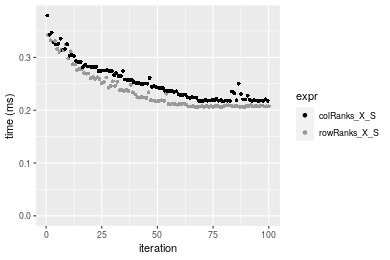 0.3
0.2
0.1
0.0
time (ms)
0
25
50
75
100
iteration
expr
colRanks_X_S
rowRanks_X_S